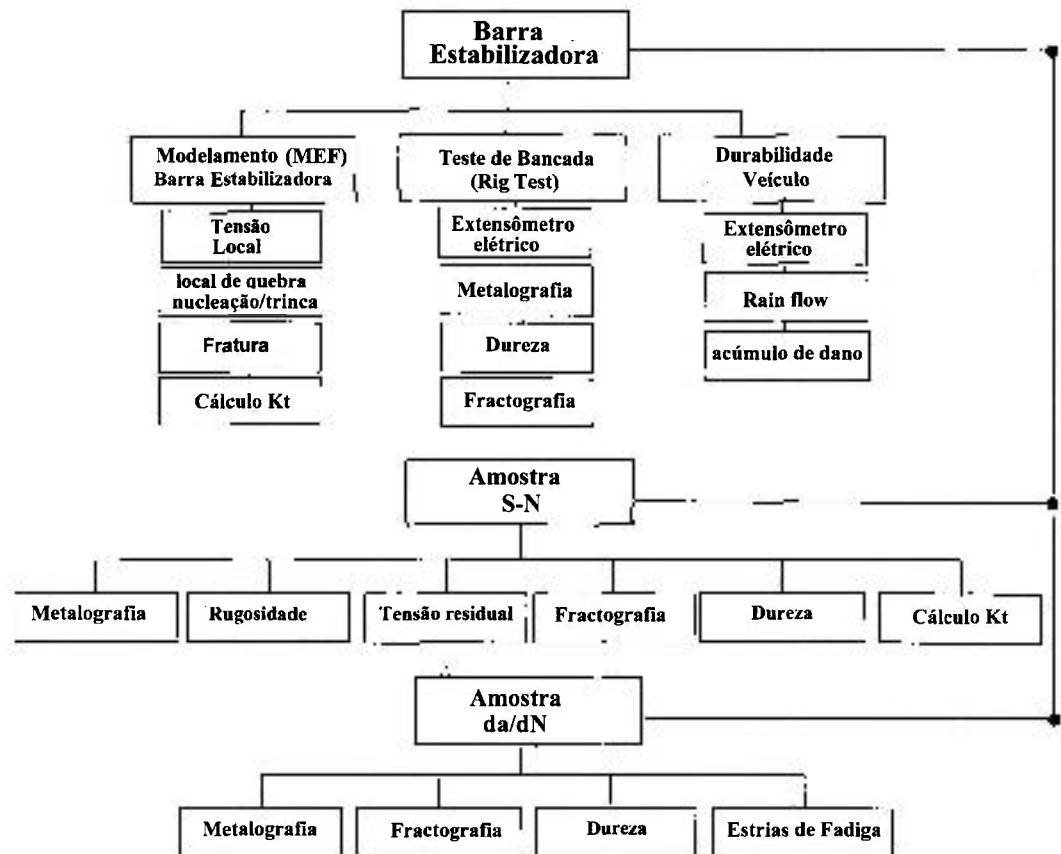 Barra
Estabilizadora
Modelamento (MEF)
Barra Estabilizadora
Teste de Bancada
(Rig Test)
Durabilidade
Veículo
Tensão
Local
Extensômetro
elétrico
Extensômetro
elétrico
local de quebra
nucleação/trinca
Metalografia
Rain flow
Fratura
Dureza
acúmulo de dano
Cálculo Kt
Fractografia
Amostra
S-N
Metalografia
Rugosidade
Tensão residual
Fractografia
Dureza
Cálculo Kt
Amostra
da/dN
Metalografia
Fractografia
Dureza
Estrias de Fadiga